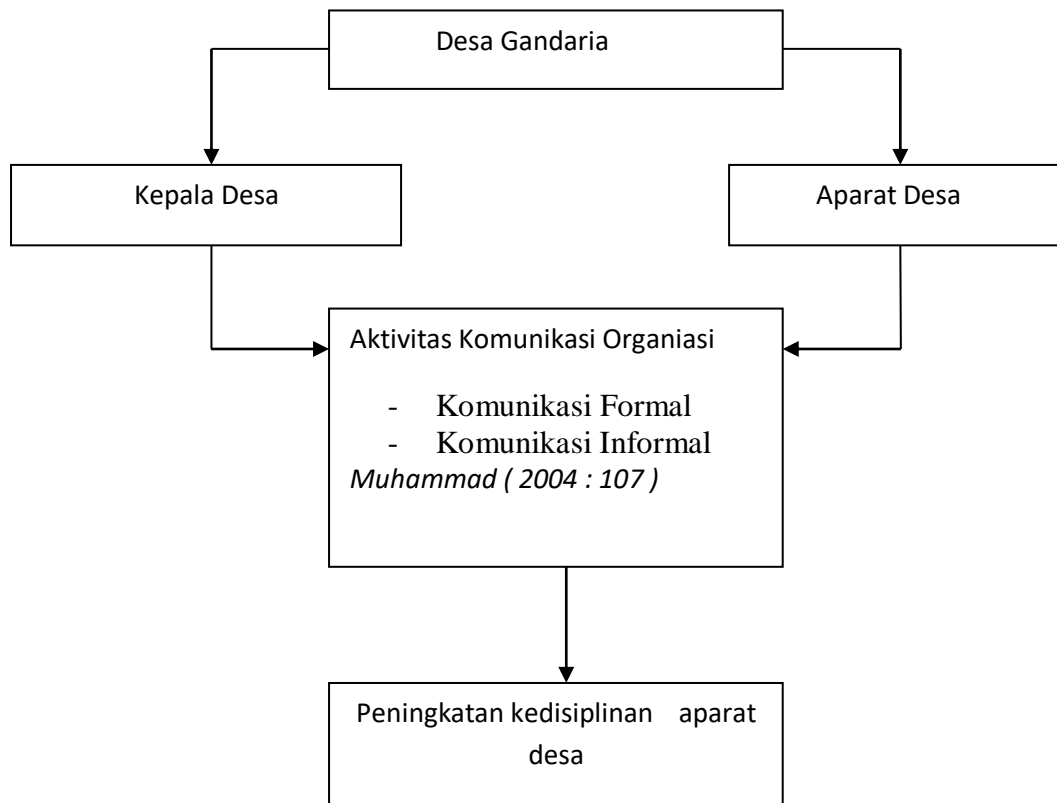 Desa Gandaria
Kepala Desa
Aparat Desa
Aktivitas Komunikasi Organiasi
- Komunikasi Formal
- Komunikasi Informal
Muhammad ( 2004 : 107 )
Peningkatan kedisiplinan aparat
desa